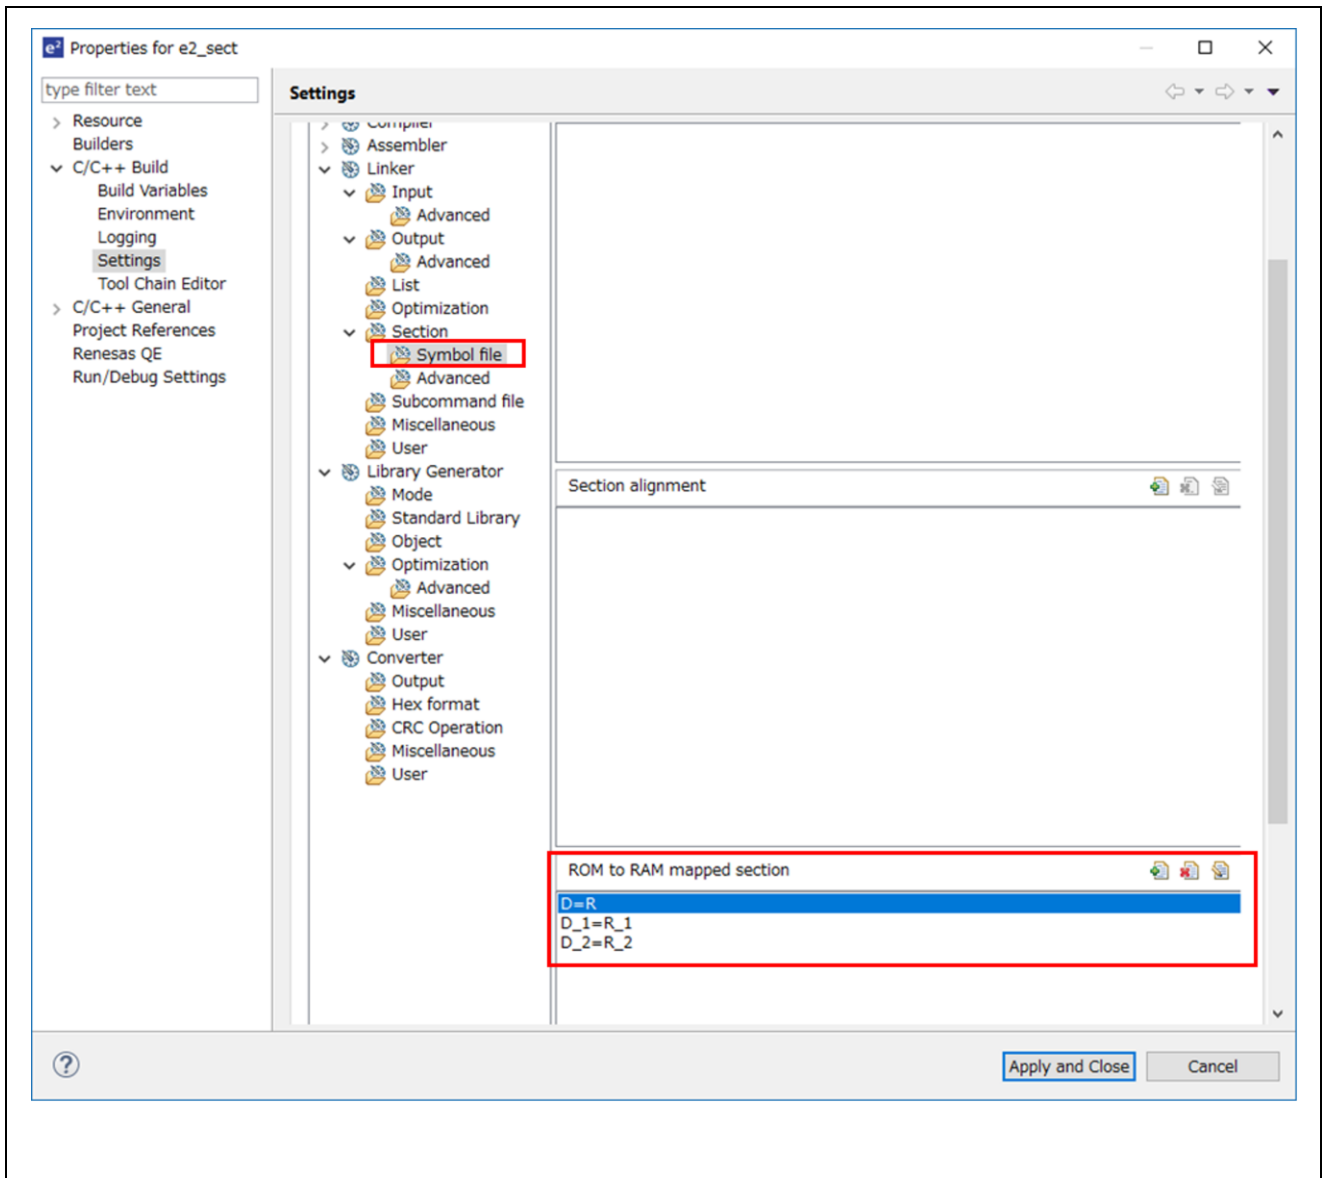 e² Properties for e2_sect
type filter text
Resource
Builders
C/C++ Build
Build Variables
Environment
Logging
Settings
Tool Chain Editor
C/C++ General
Project References
Renesas QE
Run/Debug Settings
Settings
Compiler
Assembler
Linker
Input
Advanced
Output
Advanced
List
Optimization
Section
Symbol file
Advanced
Subcommand file
Miscellaneous
User
Library Generator
Mode
Standard Library
Object
Optimization
Advanced
Miscellaneous
User
Converter
Output
Hex format
CRC Operation
Miscellaneous
User
Section alignment
ROM to RAM mapped section
D=R
D_1=R_1
D_2=R_2
?
Apply and Close
Cancel